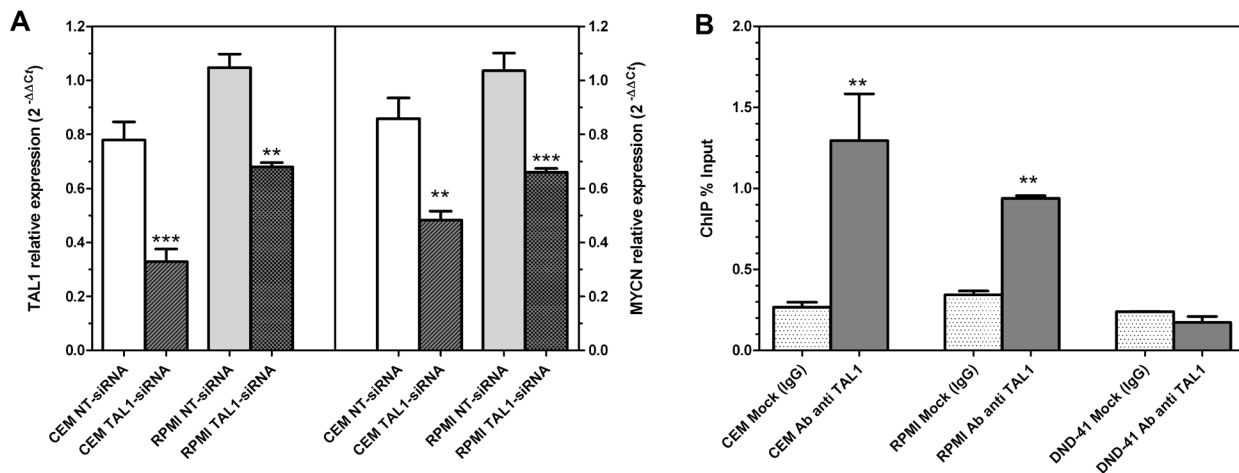 A
TAL1 relative expression (2 -ΔΔCt)
1.2
1.0
0.8
0.6
0.4
0.2
0.0
***
**
**
***
CEM NT-siRNA
CEM TAL1-siRNA
RPMI NT-siRNA
RPMI TAL1-siRNA
CEM NT-siRNA
CEM TAL1-siRNA
RPMI NT-siRNA
RPMI TAL1-siRNA
1.2
1.0
0.8
0.6
0.4
0.2
0.0
MYCN relative expression (2 -ΔΔCt)
B
ChIP % Input
2.0
1.5
1.0
0.5
0.0
**
**
CEM Mock (IgG)
CEM Ab anti TAL1
RPMI Mock (IgG)
RPMI Ab anti TAL1
DND-41 Mock (IgG)
DND-41 Ab anti TAL1